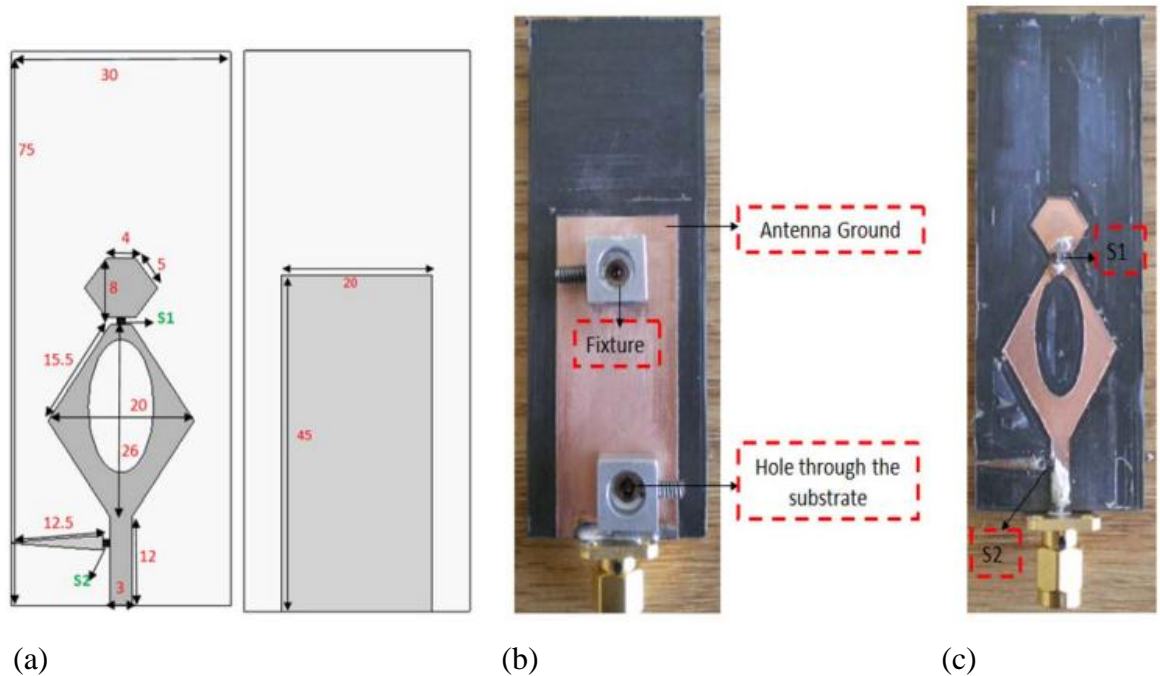 30
75
4
5
8
S1
15.5
20
26
12.5
12
S2
3
20
45
Antenna Ground
Fixture
Hole through the
substrate
S1
S2
(a)
(b)
(c)